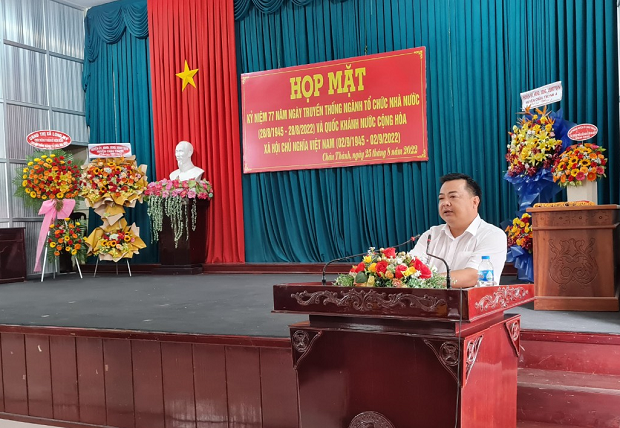 HỌP MẶT
KỶ NIỆM 77 NĂM NGÀY TRUYỀN THỐNG NGÀNH TỔ CHỨC NHÀ NƯỚC
(28/8/1945 - 28/8/2022) VÀ QUỐC KHÁNH NƯỚC CỘNG HÒA
XÃ HỘI CHỦ NGHĨA VIỆT NAM (02/9/1945 - 02/9/2022)
Châu Thành, ngày 25 tháng 8 năm 2022